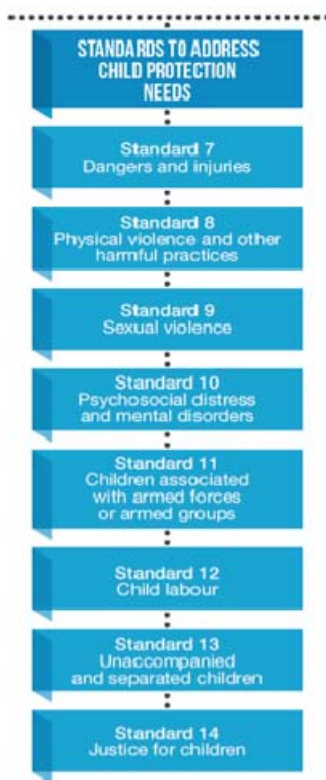 STANDARDS TO ADDRESS
CHILD PROTECTION
NEEDS
Standard 7
Dangers and injuries
Standard 8
Physical violence and other
harmful practices
Standard 9
Sexual violence
Standard 10
Psychosocial distress
and mental disorders
Standard 11
Children associated
with armed forces
or armed groups
Standard 12
Child labour
Standard 13
Unaccompanied
and separated children
Standard 14
Justice for children